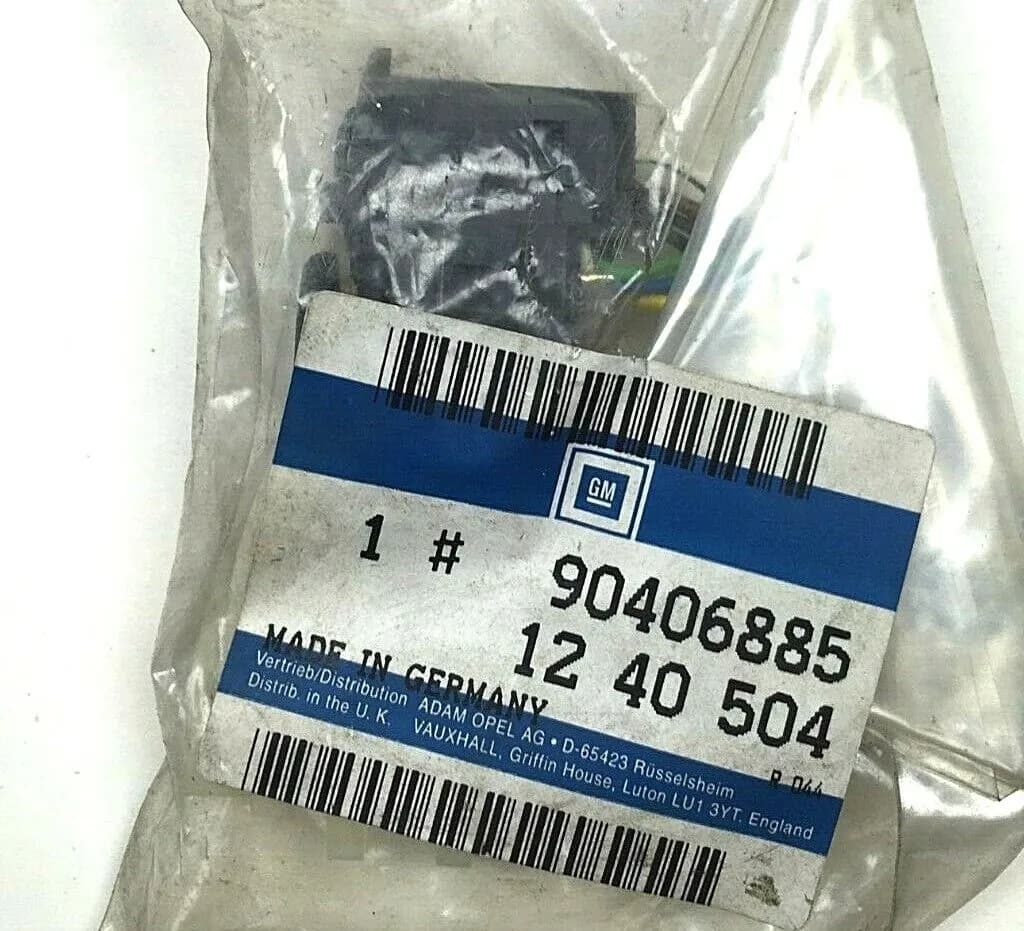 GM
1 # 90406885
12 40 504
MADE IN GERMANY
Vertrieb/Distribution ADAM OPEL AG • D-65423 Rüsselsheim
Distrib. in the U. K. VAUXHALL, Griffin House, Luton LU1 3YT. England
R 044